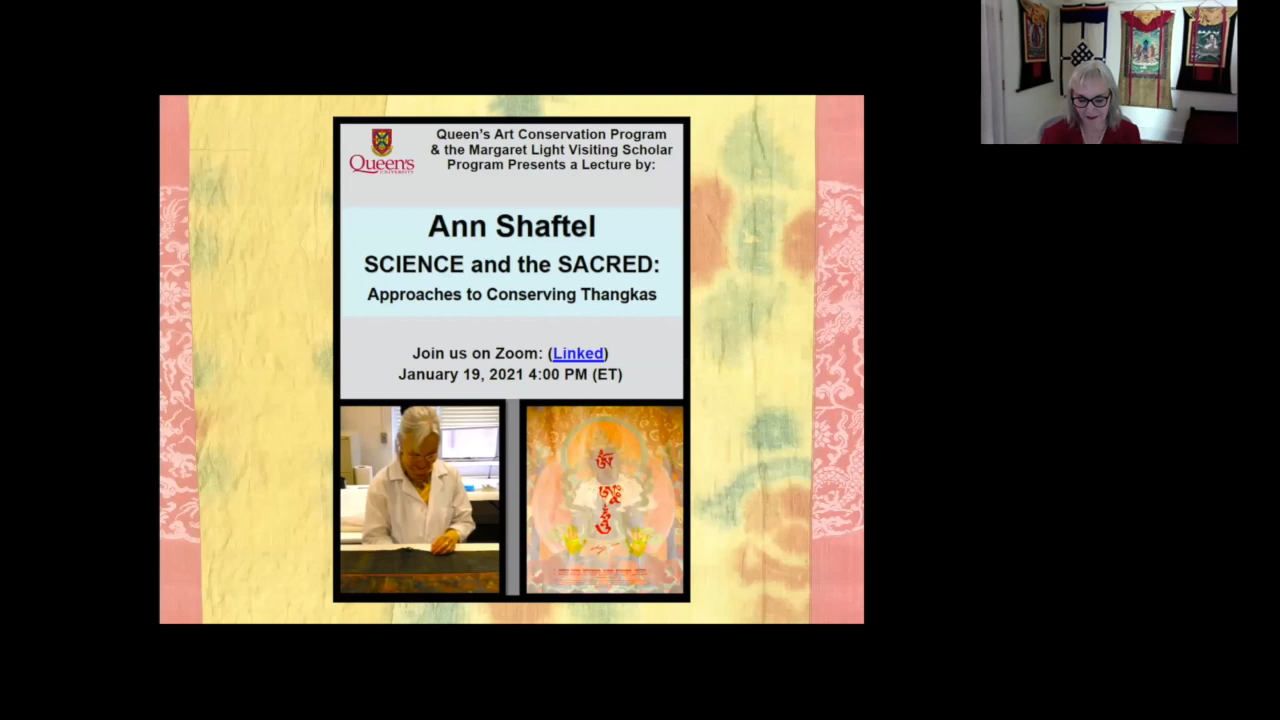 Queen's
UNIVERSITY
Queen's Art Conservation Program
& the Margaret Light Visiting Scholar
Program Presents a Lecture by:
Ann Shaftel
SCIENCE and the SACRED:
Approaches to Conserving Thangkas
Join us on Zoom: (Linked)
January 19, 2021 4:00 PM (ET)
ༀ
ཨཱཿ
ཧཱུྃ